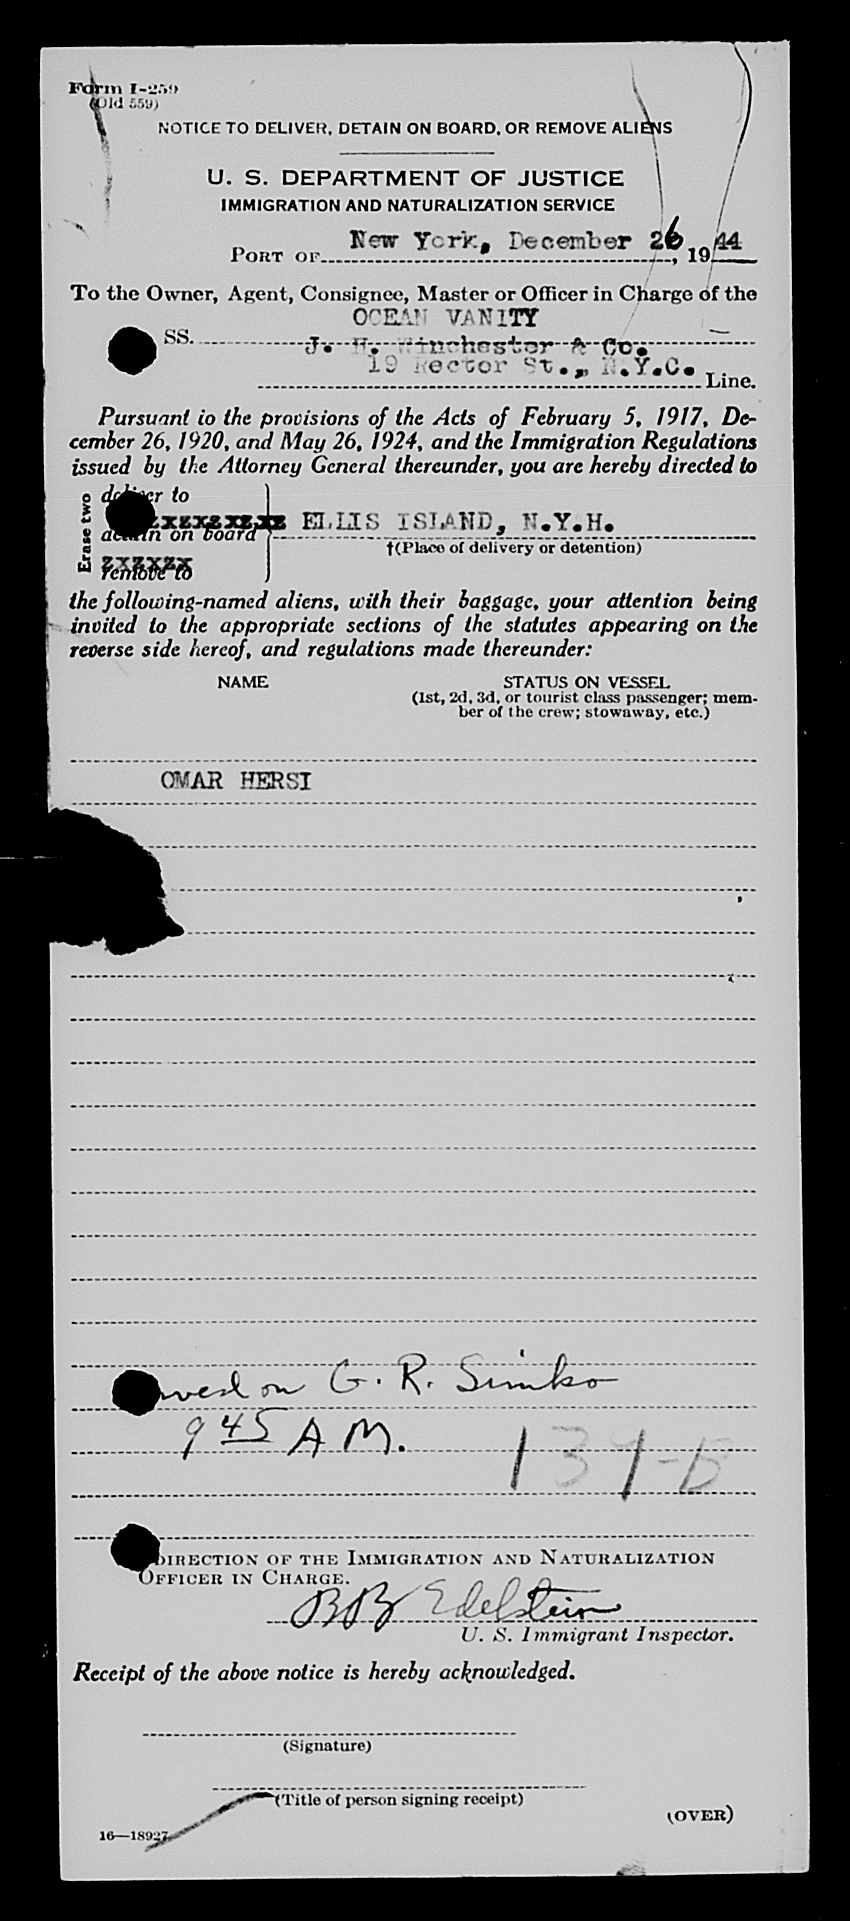 Form I-259
(Old 559)
NOTICE TO DELIVER, DETAIN ON BOARD, OR REMOVE ALIENS
U. S. DEPARTMENT OF JUSTICE
IMMIGRATION AND NATURALIZATION SERVICE
PORT OF New York, December 26, 1944
To the Owner, Agent, Consignee, Master or Officer in Charge of the
OCEAN VANITY
SS.
J. H. Winchester & Co.
19 Rector St., N.Y.C. Line.
Pursuant to the provisions of the Acts of February 5, 1917, De-
cember 26, 1920, and May 26, 1924, and the Immigration Regulations
issued by the Attorney General thereunder, you are hereby directed to
Erase two
deliver to
detain on board
remove to
ELLIS ISLAND, N.Y.H.
†(Place of delivery or detention)
the following-named aliens, with their baggage, your attention being
invited to the appropriate sections of the statutes appearing on the
reverse side hereof, and regulations made thereunder:
NAME STATUS ON VESSEL
(1st, 2d, 3d, or tourist class passenger; mem-
ber of the crew; stowaway, etc.)
OMAR HERSI
on G. R. Simko
9 45 A M.
DIRECTION OF THE IMMIGRATION AND NATURALIZATION
OFFICER IN CHARGE.
Edelstein
U. S. Immigrant Inspector.
Receipt of the above notice is hereby acknowledged.
(Signature)
(Title of person signing receipt)
(OVER)
16—18927